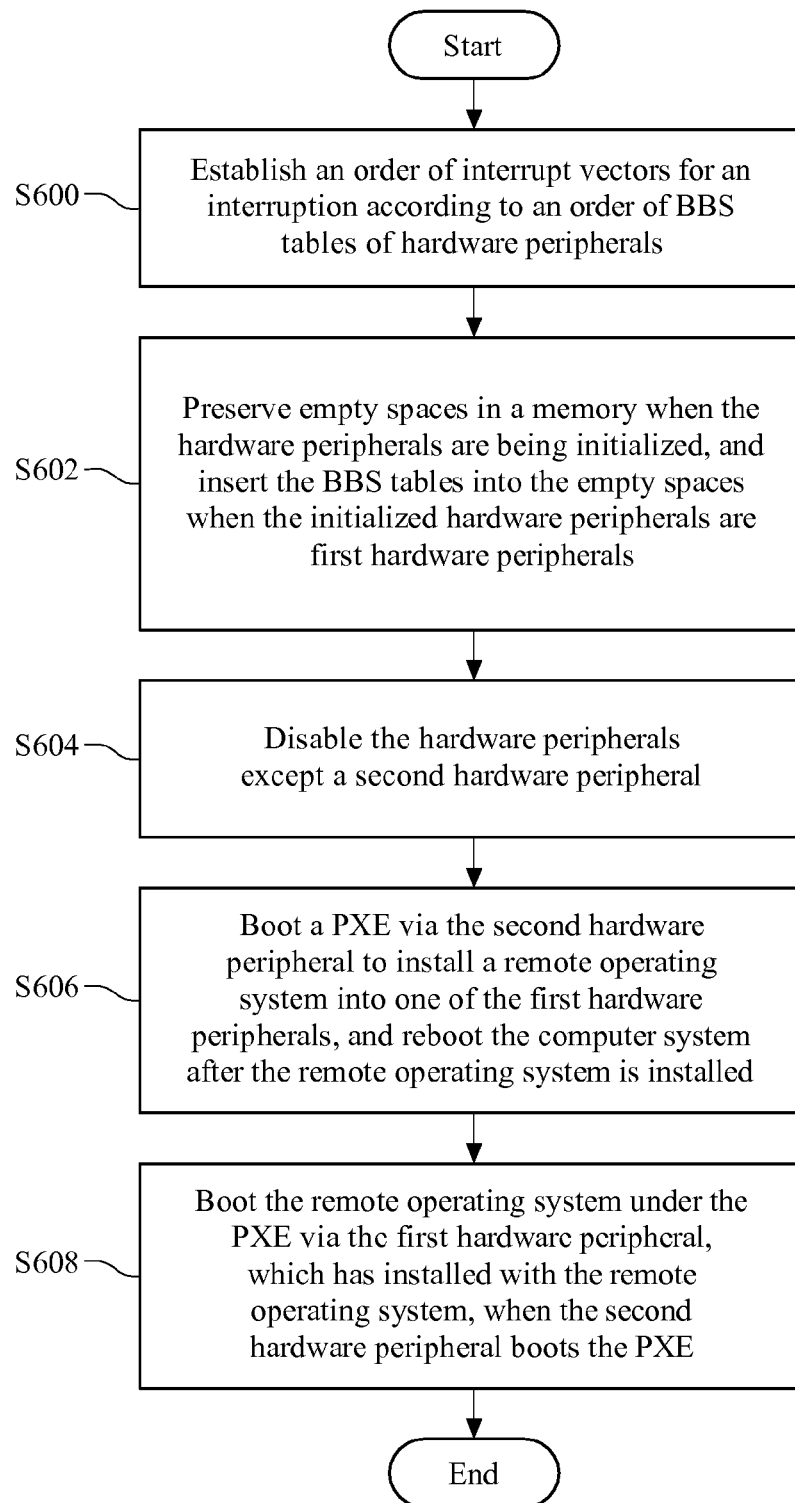 Start
S600
Establish an order of interrupt vectors for an
interruption according to an order of BBS
tables of hardware peripherals
S602
Preserve empty spaces in a memory when the
hardware peripherals are being initialized, and
insert the BBS tables into the empty spaces
when the initialized hardware peripherals are
first hardware peripherals
S604
Disable the hardware peripherals
except a second hardware peripheral
S606
Boot a PXE via the second hardware
peripheral to install a remote operating
system into one of the first hardware
peripherals, and reboot the computer system
after the remote operating system is installed
S608
Boot the remote operating system under the
PXE via the first hardware peripheral,
which has installed with the remote
operating system, when the second
hardware peripheral boots the PXE
End